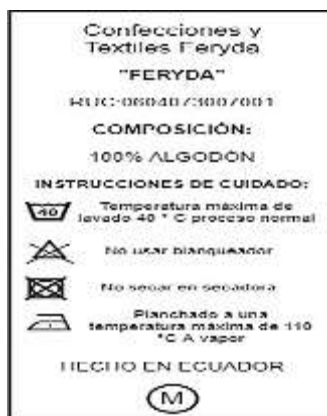 Confecciones y
Textiles Feryda
"FERYDA"
COMPOSICIÓN:
100% ALGODÓN
INSTRUCCIONES DE CUIDADO:
40
Temperatura máxima de
lavado 40 ° C proceso normal
No usar blanqueador
No secar en secadora
Planchado a una
temperatura máxima de 110
°C A vapor
HECHO EN ECUADOR
M